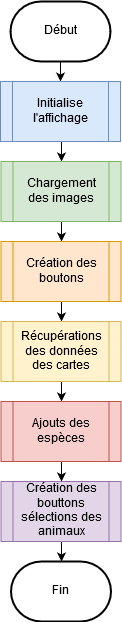 Début
Initialise
l'affichage
Chargement
des images
Création des
boutons
Récupérations
des données
des cartes
Ajouts des
espèces
Création des
bouttons
sélections des
animaux
Fin